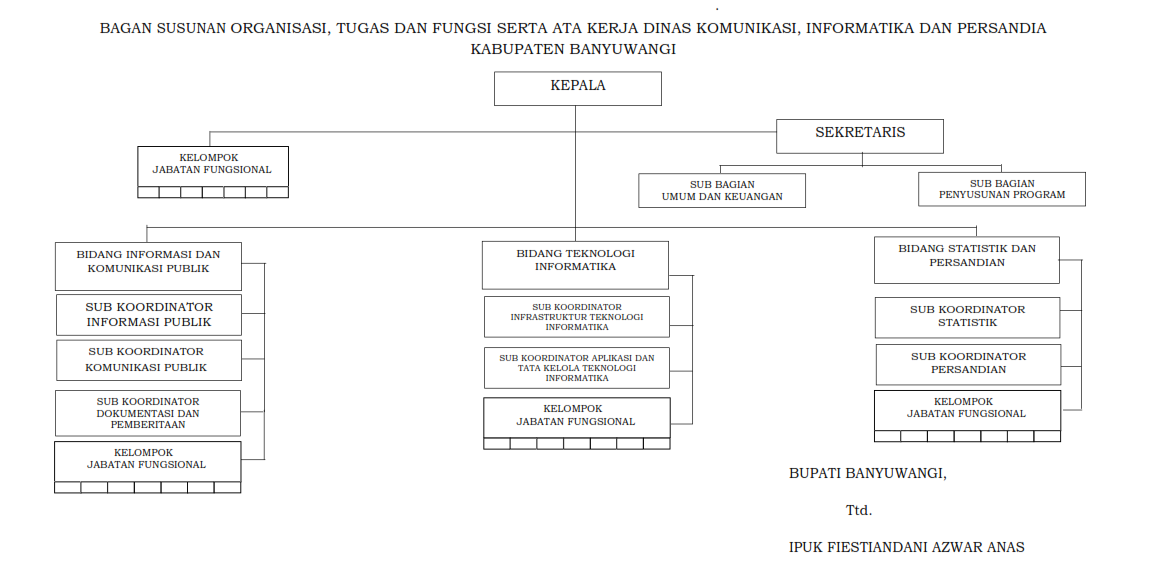 BAGAN SUSUNAN ORGANISASI, TUGAS DAN FUNGSI SERTA ATA KERJA DINAS KOMUNIKASI, INFORMATIKA DAN PERSANDIA
KABUPATEN BANYUWANGI
KEPALA
SEKRETARIS
KELOMPOK
JABATAN FUNGSIONAL
SUB BAGIAN
UMUM DAN KEUANGAN
SUB BAGIAN
PENYUSUNAN PROGRAM
BIDANG INFORMASI DAN
KOMUNIKASI PUBLIK
SUB KOORDINATOR
INFORMASI PUBLIK
SUB KOORDINATOR
KOMUNIKASI PUBLIK
SUB KOORDINATOR
DOKUMENTASI DAN
PEMBERITAAN
KELOMPOK
JABATAN FUNGSIONAL
BIDANG TEKNOLOGI
INFORMATIKA
SUB KOORDINATOR
INFRASTRUKTUR TEKNOLOGI
INFORMATIKA
SUB KOORDINATOR APLIKASI DAN
TATA KELOLA TEKNOLOGI
INFORMATIKA
KELOMPOK
JABATAN FUNGSIONAL
BIDANG STATISTIK DAN
PERSANDIAN
SUB KOORDINATOR
STATISTIK
SUB KOORDINATOR
PERSANDIAN
KELOMPOK
JABATAN FUNGSIONAL
BUPATI BANYUWANGI,
Ttd.
IPUK FIESTIANDANI AZWAR ANAS